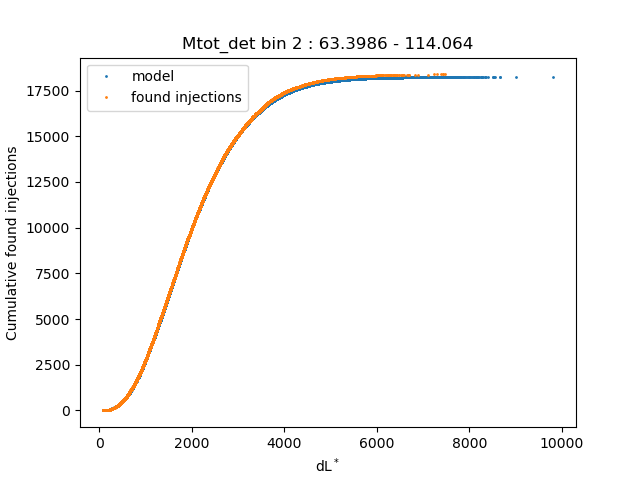 Mtot_det bin 2 : 63.3986 - 114.064
model
found injections
Cumulative found injections
17500
15000
12500
10000
7500
5000
2500
0
0 2000 4000 6000 8000 10000
dL*